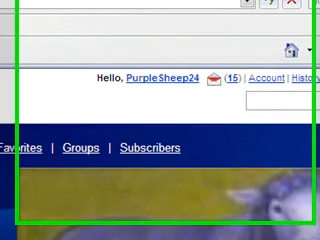 Hello, PurpleSheep24 (15) | Account | History
Favorites | Groups | Subscribers